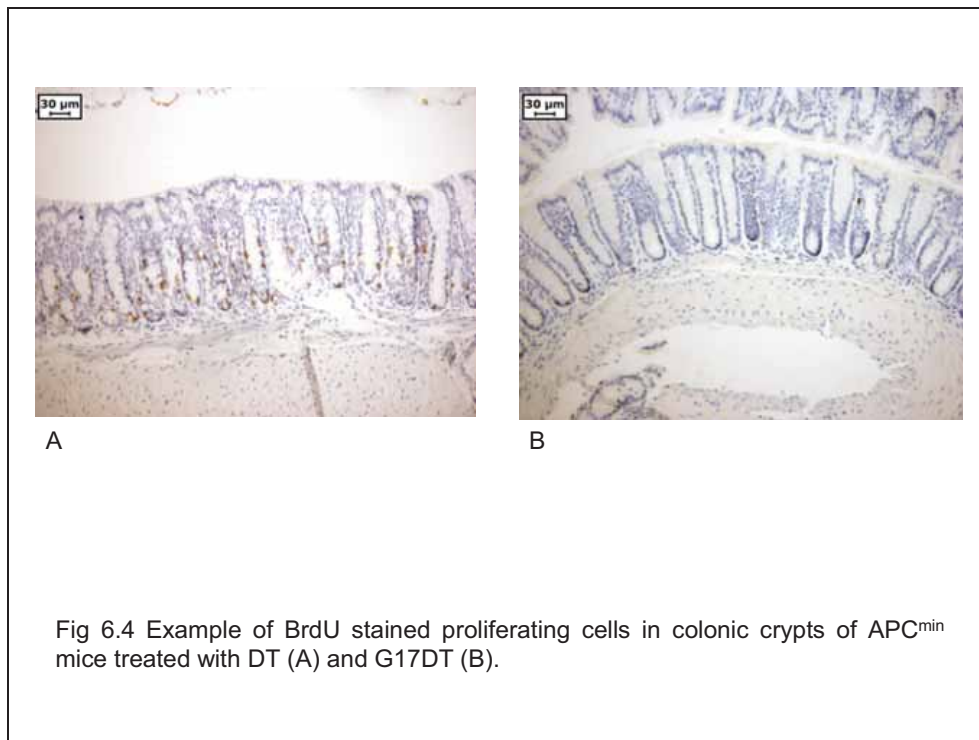 30 µm
30 µm
A
B
Fig 6.4 Example of BrdU stained proliferating cells in colonic crypts of APCmin
mice treated with DT (A) and G17DT (B).